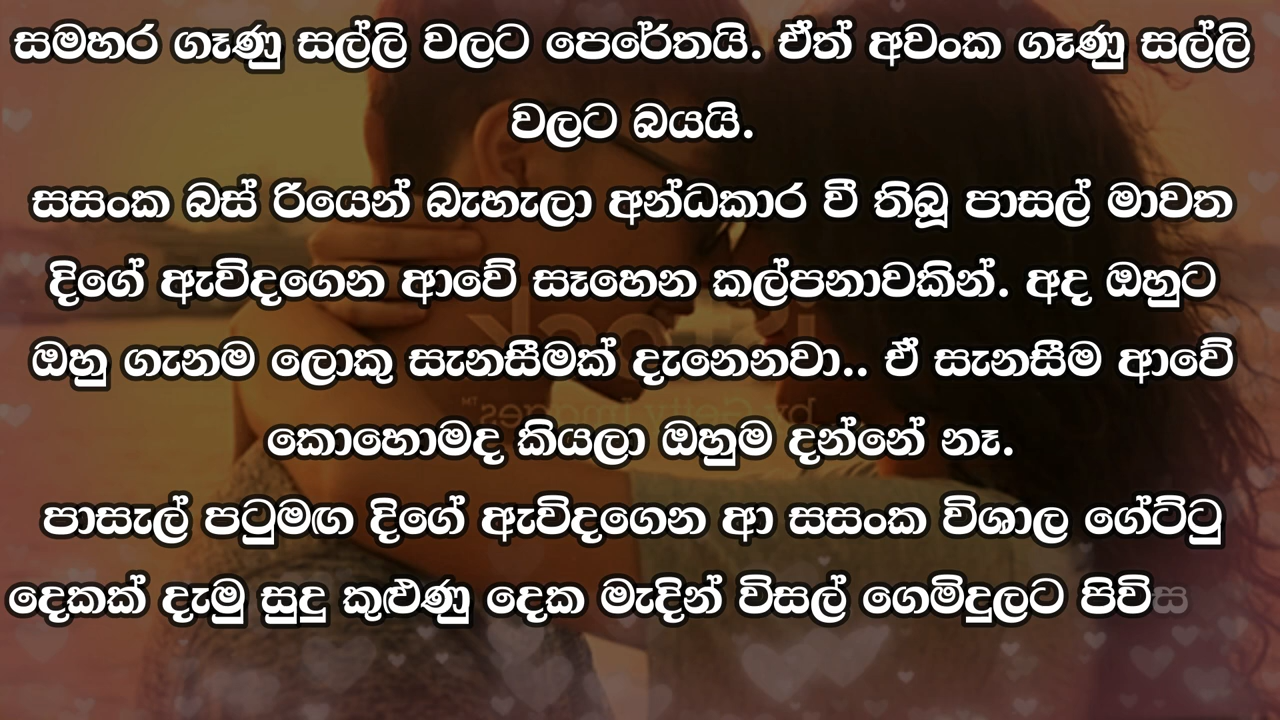 සමහර ගෑණු සල්ලි වලට පෙරේතයි. ඒත් අවංක ගෑණු සල්ලි
වලට බයයි.
සසංක බස් රියෙන් බැහැලා අන්ධකාර වී තිබූ පාසල් මාවත
දිගේ ඇවිදගෙන ආවේ සෑහෙන කල්පනාවකින්. අද ඔහුට
ඔහු ගැනම ලොකු සැනසීමක් දැනෙනවා.. ඒ සැනසීම ආවේ
කොහොමද කියලා ඔහුම දන්නේ නෑ.
පාසැල් පටුමඟ දිගේ ඇවිදගෙන ආ සසංක විශාල ගේට්ටු
දෙකක් දැමු සුදු කුළුණු දෙක මැදින් විසල් ගෙමිදුලට පිවිස